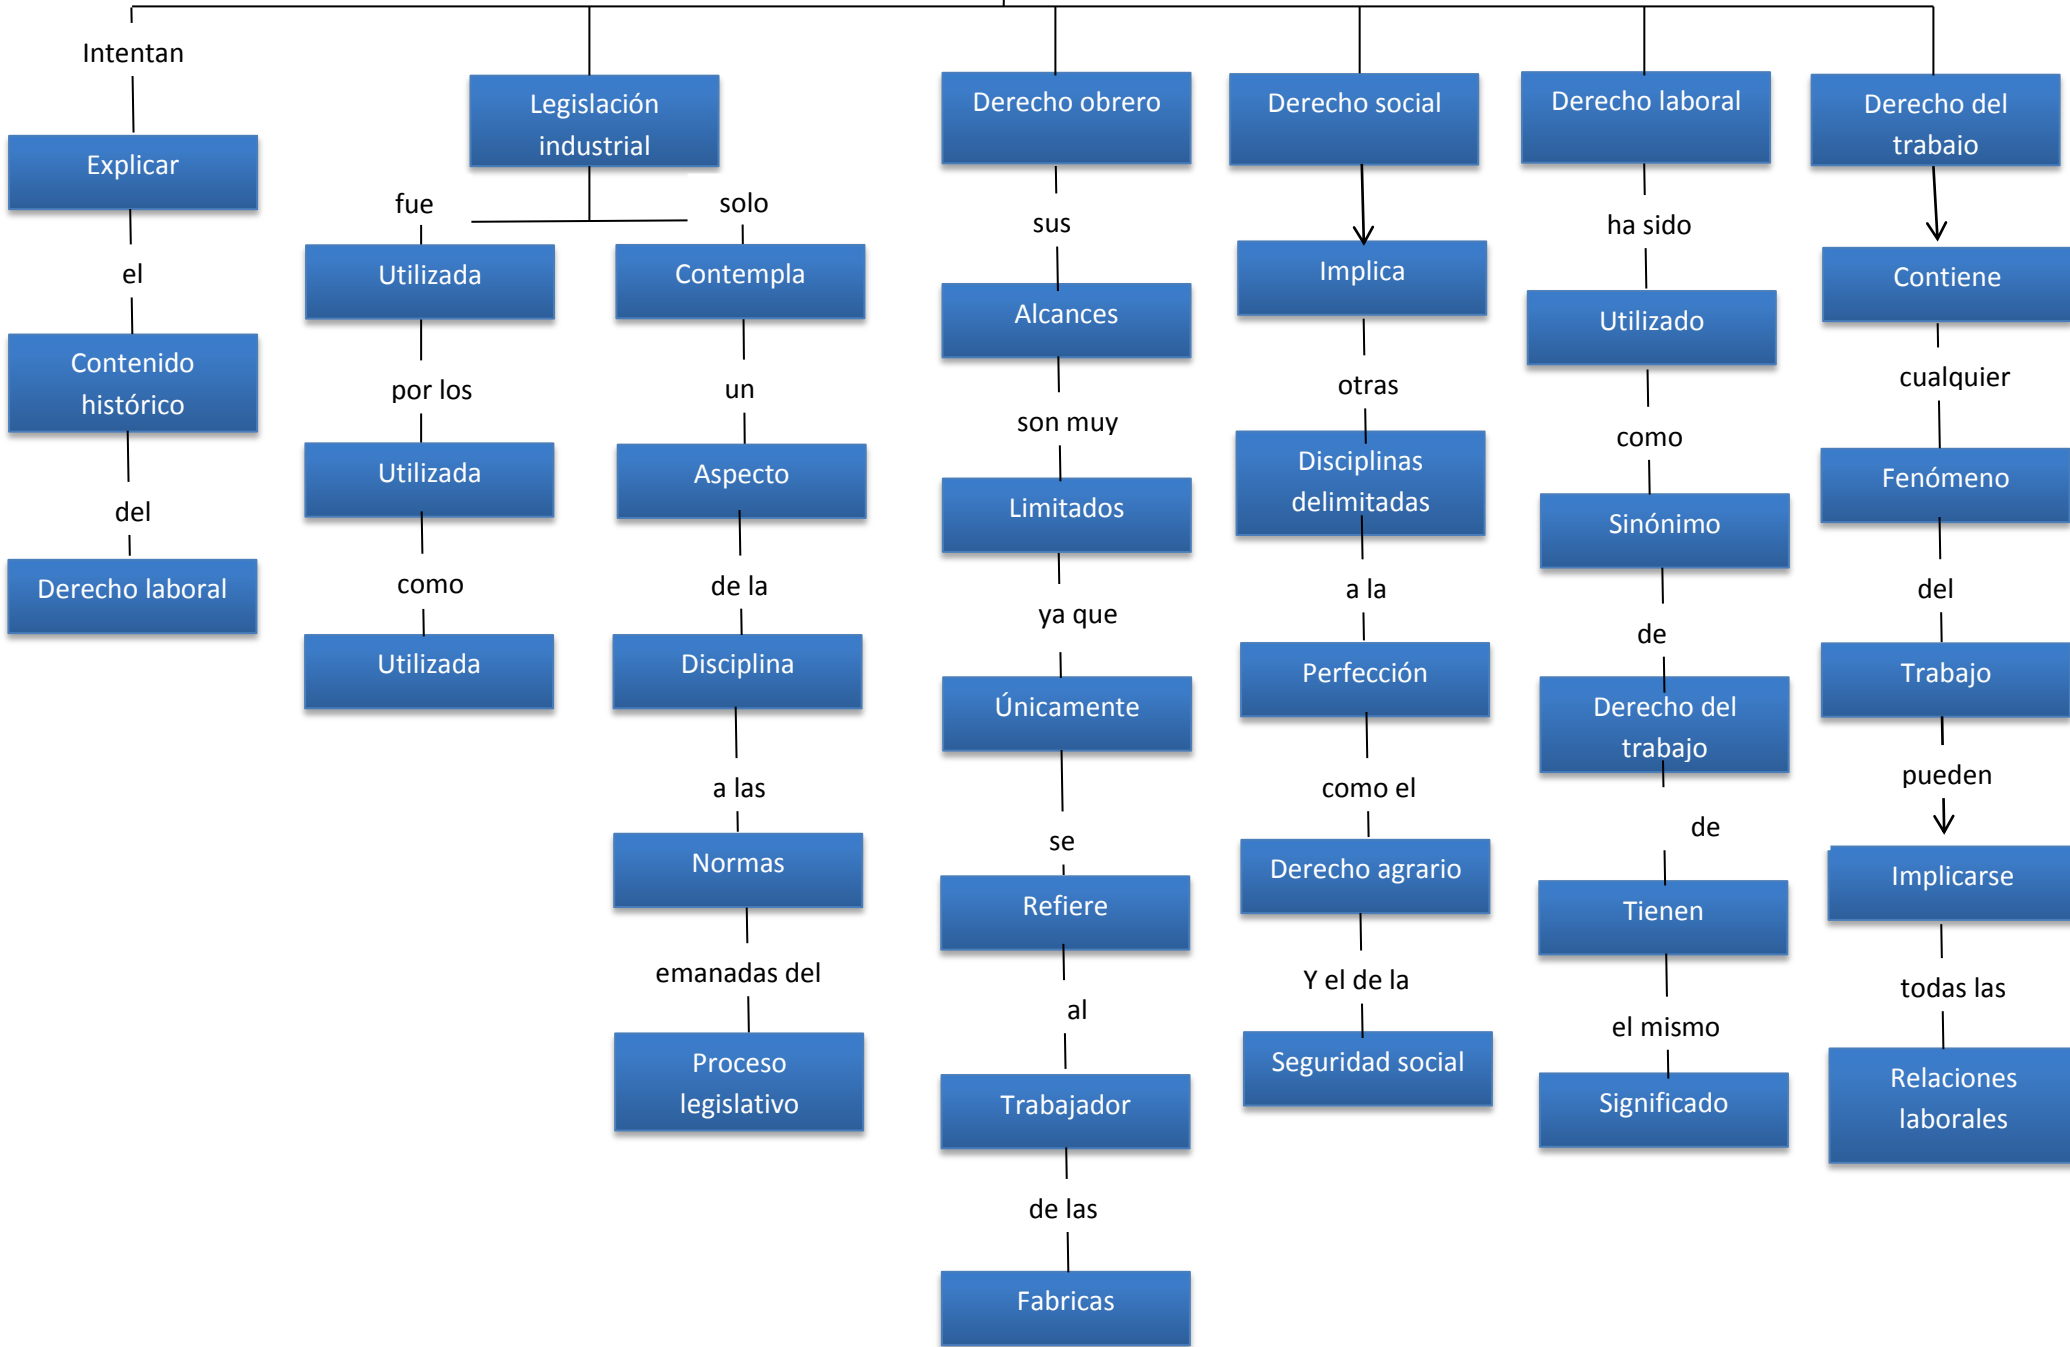 Intentan
Explicar
el
Contenido
histórico
del
Derecho laboral
Legislación
industrial
fue
Utilizada
por los
Utilizada
como
Utilizada
solo
Contempla
un
Aspecto
de la
Disciplina
a las
Normas
emanadas del
Proceso
legislativo
Derecho obrero
sus
Alcances
son muy
Limitados
ya que
Únicamente
se
Refiere
al
Trabajador
de las
Fabricas
Derecho social
Implica
otras
Disciplinas
delimitadas
a la
Perfección
como el
Derecho agrario
Y el de la
Seguridad social
Derecho laboral
ha sido
Utilizado
como
Sinónimo
de
Derecho del
trabajo
de
Tienen
el mismo
Significado
Derecho del
trabajo
Contiene
cualquier
Fenómeno
del
Trabajo
pueden
Implicarse
todas las
Relaciones
laborales